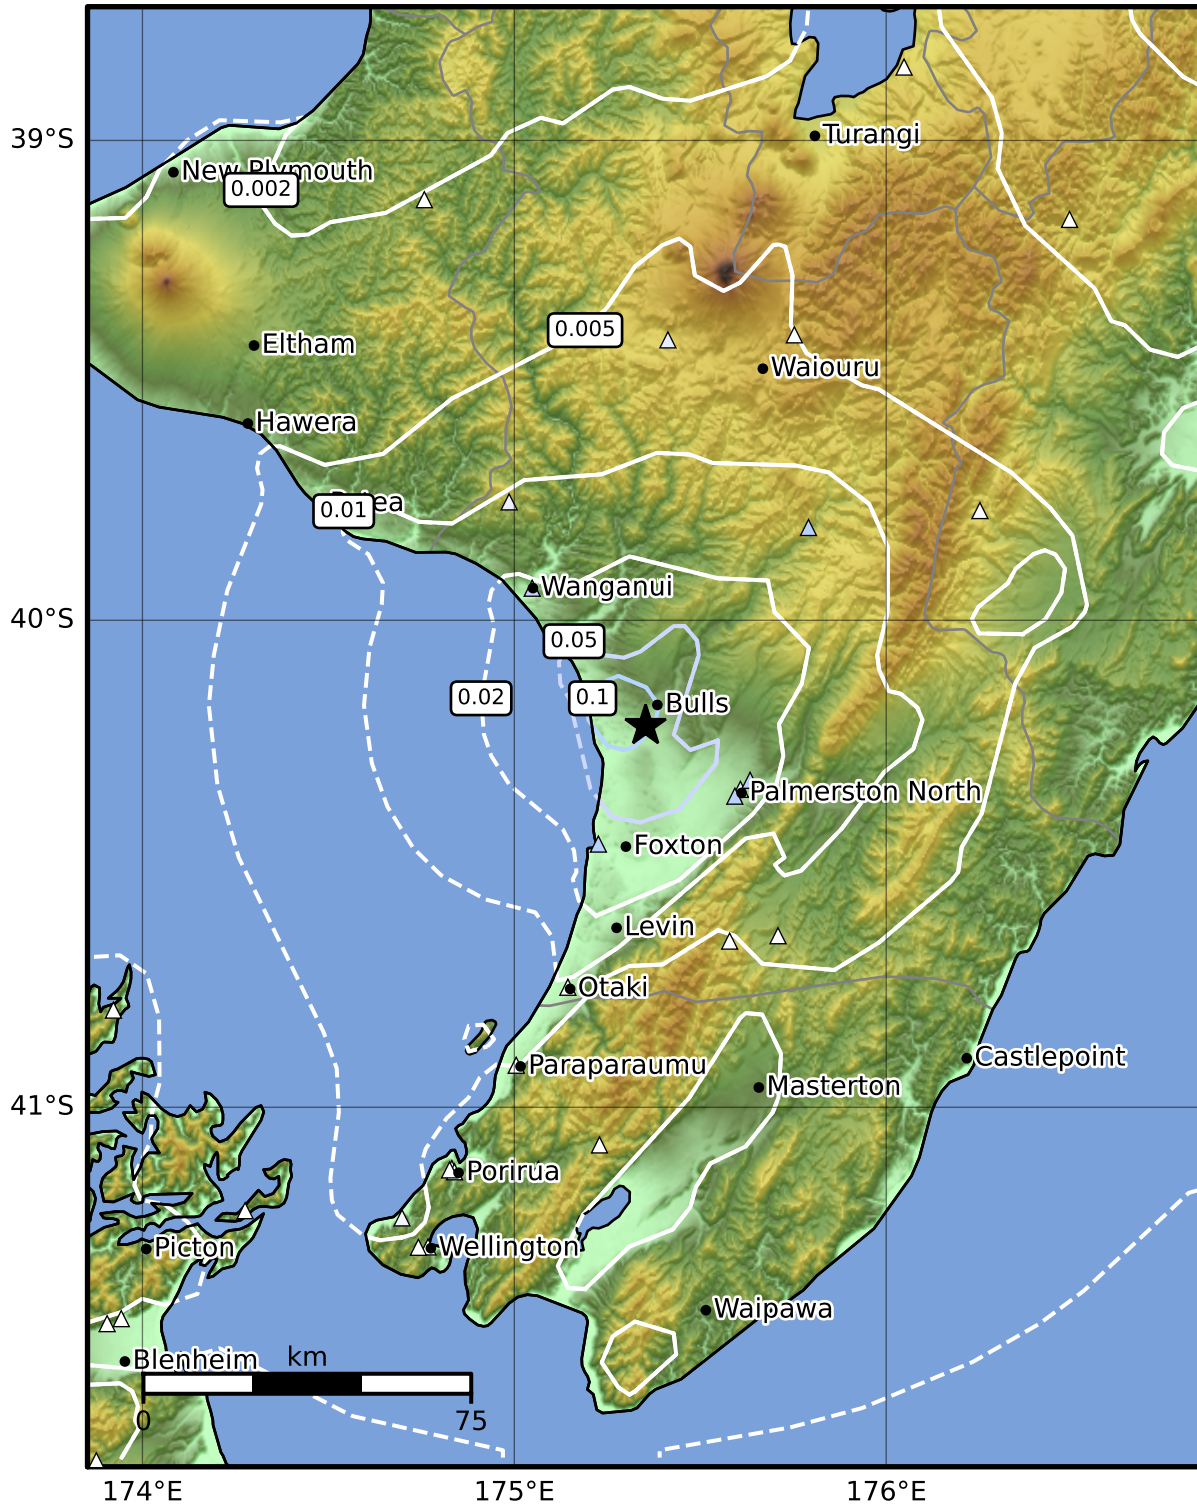 39°S
Turangi
New Plymouth
0.002
0.005
Eltham
Waiouru
Hawera
0.01
Wanganui
40°S
0.05
0.02
0.1
Bulls
Palmerston North
Foxton
Levin
Otaki
Paraparaumu
Castlepoint
Masterton
41°S
Porirua
Picton
Wellington
Waipawa
Blenheim
km
0
75
174°E
175°E
176°E